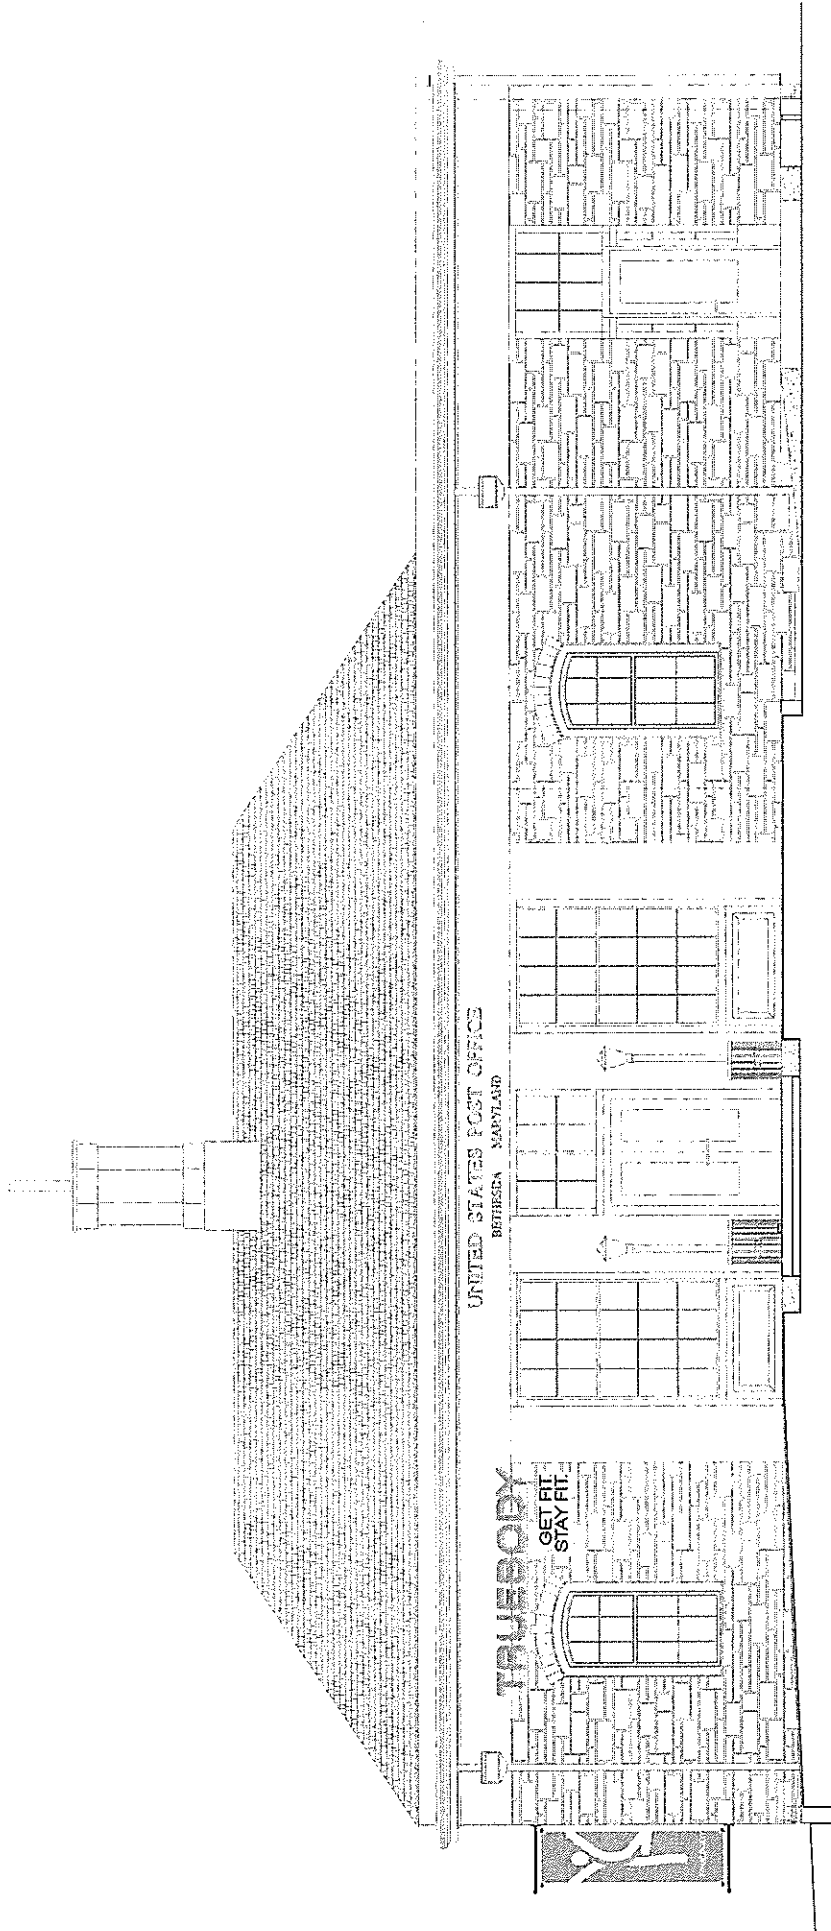 UNITED STATES POST OFFICE
BETHESDA MARYLAND
TRUEBODY
GET FIT.
STAY FIT.